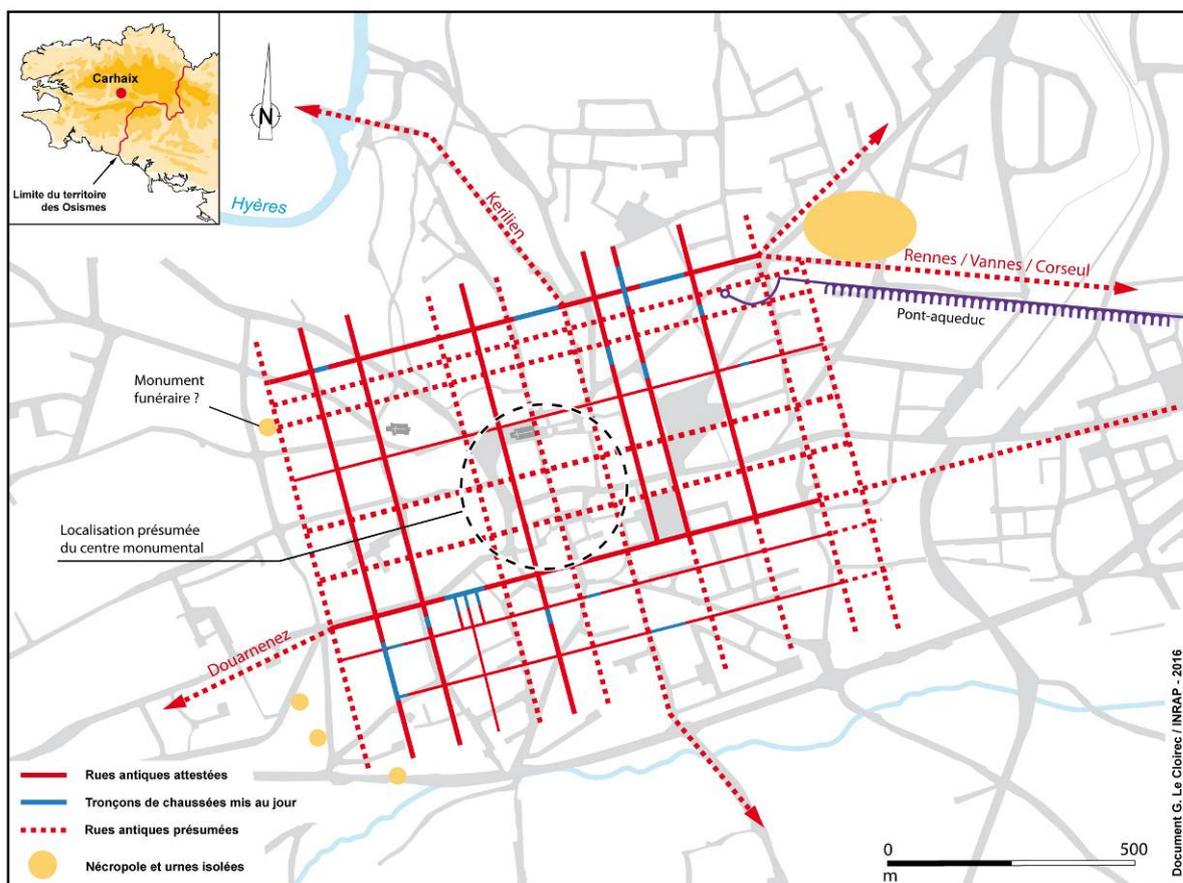 Carhaix
Limite du territoire
des Osismes
N
Hyères
Kerilien
Rennes / Vannes / Corseul
Pont-aqueduc
Monument
funéraire ?
Localisation présumée
du centre monumental
Douarnenez
Rues antiques attestées
Tronçons de chaussées mis au jour
Rues antiques présumées
Nécropole et urnes isolées
0 500
m
Document G. Le Cloirec / INRAP - 2016